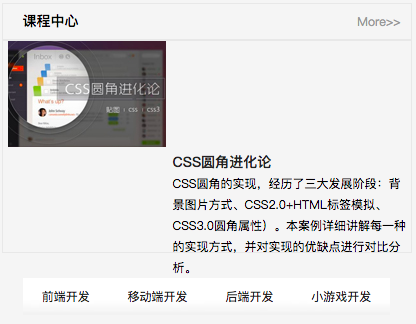 课程中心 More>>
Inbox
What's up?
CSS圆角进化论
贴图 | css | css3
CSS圆角进化论
CSS圆角的实现，经历了三大发展阶段：背
景图片方式、CSS2.0+HTML标签模拟、
CSS3.0圆角属性）。本案例详细讲解每一种
的实现方式，并对实现的优缺点进行对比分
析。
前端开发 移动端开发 后端开发 小游戏开发